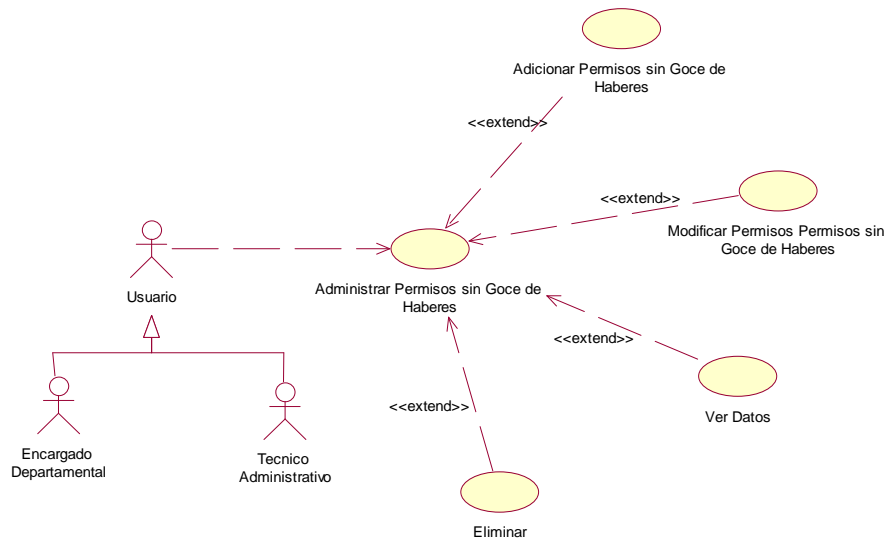 Adicionar Permisos sin Goce de
Haberes
<<extend>>
<<extend>>
Modificar Permisos Permisos sin
Goce de Haberes
Usuario
Administrar Permisos sin Goce de
Haberes
<<extend>>
Ver Datos
<<extend>>
Encargado
Departamental
Tecnico
Administrativo
Eliminar